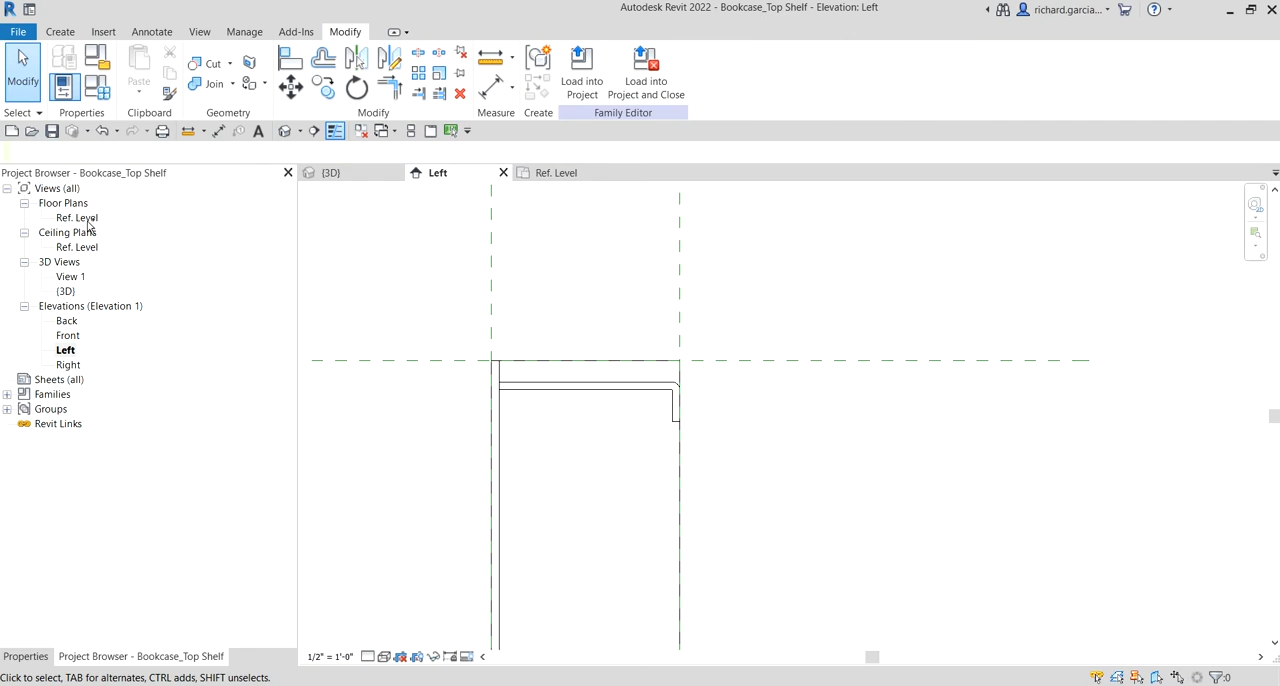 Autodesk Revit 2022 - Bookcase_Top Shelf - Elevation: Left
richard.garcia...
File Create Insert Annotate View Manage Add-Ins Modify
Modify
Paste
Cut
Join
Load into Project
Load into Project and Close
Select Properties Clipboard Geometry Modify Measure Create Family Editor
Project Browser - Bookcase_Top Shelf
{3D} Left Ref. Level
Views (all)
Floor Plans
Ref. Level
Ceiling Plans
Ref. Level
3D Views
View 1
{3D}
Elevations (Elevation 1)
Back
Front
Left
Right
Sheets (all)
Families
Groups
Revit Links
Properties Project Browser - Bookcase_Top Shelf
1/2" = 1'-0"
Click to select, TAB for alternates, CTRL adds, SHIFT unselects.
:0